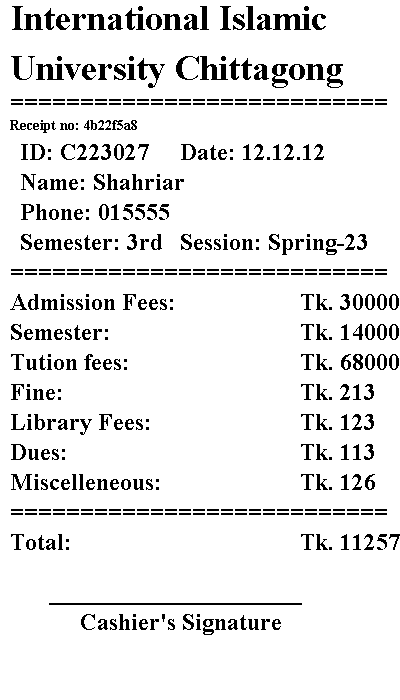 International Islamic
University Chittagong
===========================
Receipt no: 4b22f5a8
ID: C223027 Date: 12.12.12
Name: Shahriar
Phone: 015555
Semester: 3rd Session: Spring-23
===========================
Admission Fees: Tk. 30000
Semester: Tk. 14000
Tution fees: Tk. 68000
Fine: Tk. 213
Library Fees: Tk. 123
Dues: Tk. 113
Miscelleneous: Tk. 126
===========================
Total: Tk. 11257
Cashier's Signature